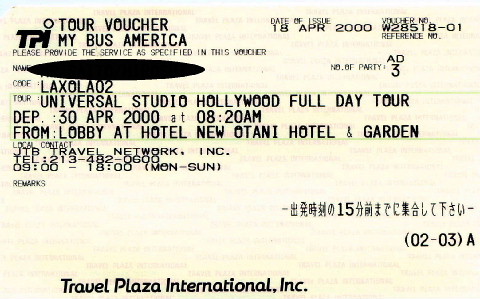 TPI TOUR VOUCHER
MY BUS AMERICA
DATE OF ISSUE
18 APR 2000
VOUCHER NO.
W28518-01
REFERENCE NO.
PLEASE PROVIDE THE SERVICE AS SPECIFIED IN THIS VOUCHER
NAME
NO.OF PARTY: AD 3
CODE: LAXOLA02
TOUR: UNIVERSAL STUDIO HOLLYWOOD FULL DAY TOUR
DEP.:30 APR 2000 at 08:20AM
FROM:LOBBY AT HOTEL NEW OTANI HOTEL & GARDEN
LOCAL CONTACT
JTB TRAVEL NETWORK, INC.
TEL:213-482-0600
09:00 - 18:00 (MON-SUN)
REMARKS
-出発時刻の15分前までに集合して下さい-
(02-03)A
Travel Plaza International, Inc.